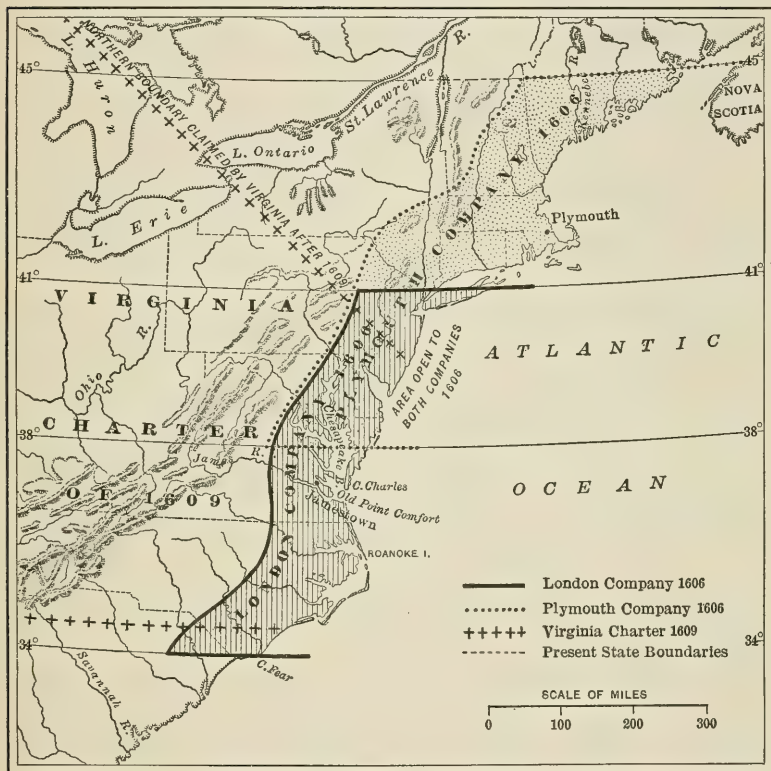 45°
45°
NORTHERN BOUNDARY CLAIMED BY VIRGINIA AFTER 1609
L. Huron
R.
St. Lawrence
L. Ontario
L. Erie
Kennebec
R.
NOVA
SCOTIA
PLYMOUTH COMPANY 1606
Plymouth
41°
41°
VIRGINIA
CHARTER
OF 1609
Ohio
R.
ATLANTIC
OCEAN
AREA OPEN TO
BOTH COMPANIES
1606
LONDON COMPANY 1606
38°
38°
James
R.
Chesapeake B.
C. Charles
Old Point Comfort
Jamestown
ROANOKE I.
34°
34°
C. Fear
Savannah
R.
London Company 1606
Plymouth Company 1606
Virginia Charter 1609
Present State Boundaries
SCALE OF MILES
0 100 200 300